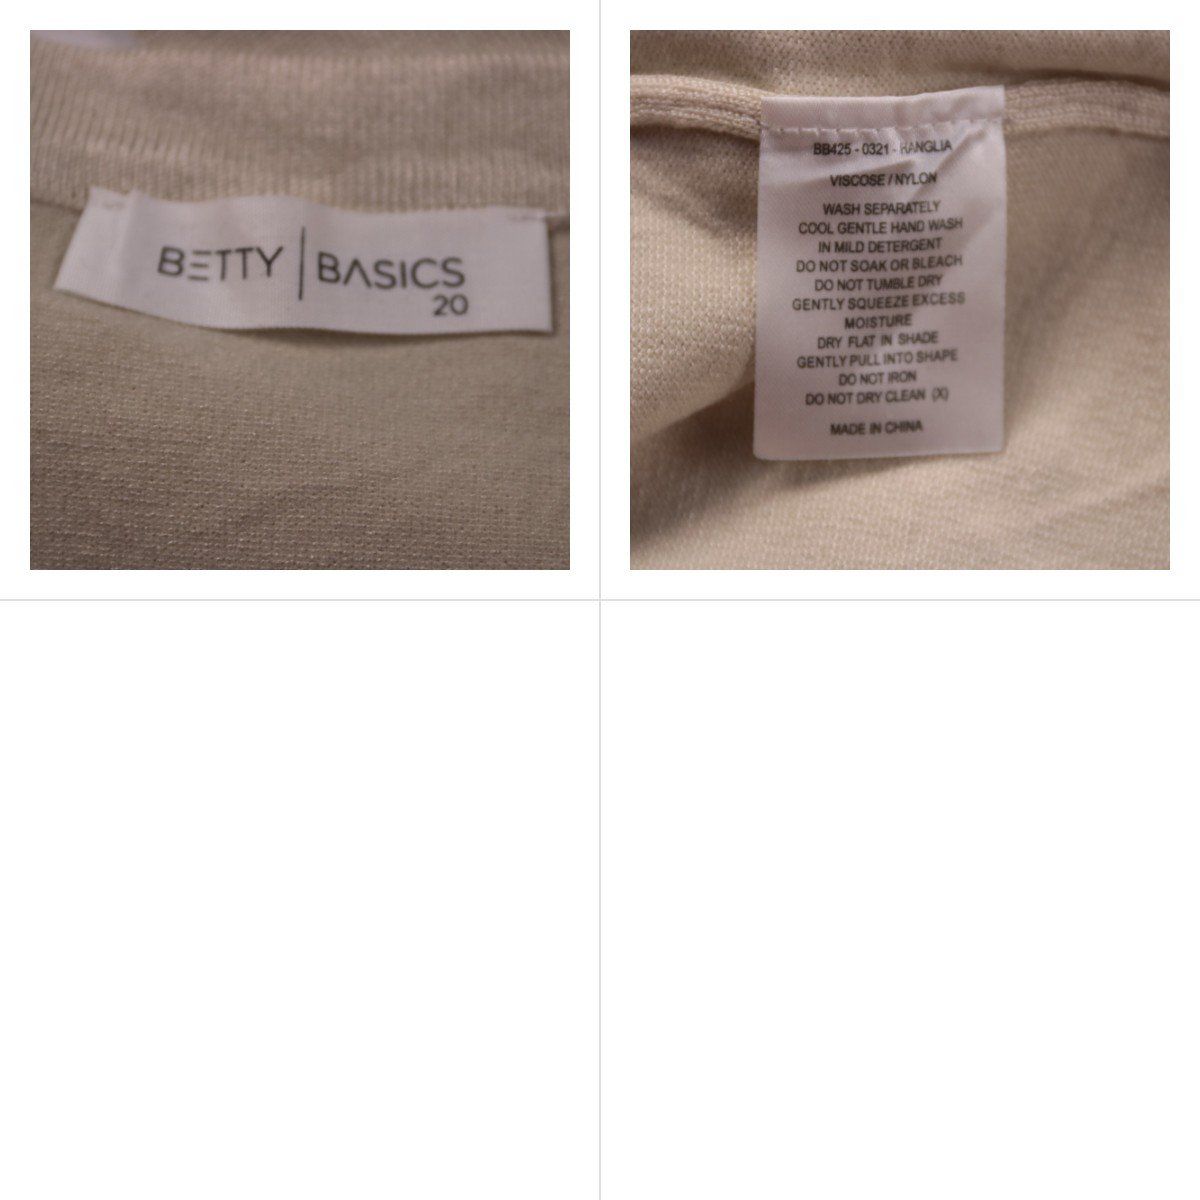 BETTY | BASICS
20
BB425 - 0321 - HANGLIA
VISCOSE / NYLON
WASH SEPARATELY
COOL GENTLE HAND WASH
IN MILD DETERGENT
DO NOT SOAK OR BLEACH
DO NOT TUMBLE DRY
GENTLY SQUEEZE EXCESS
MOISTURE
DRY FLAT IN SHADE
GENTLY PULL INTO SHAPE
DO NOT IRON
DO NOT DRY CLEAN (X)
MADE IN CHINA